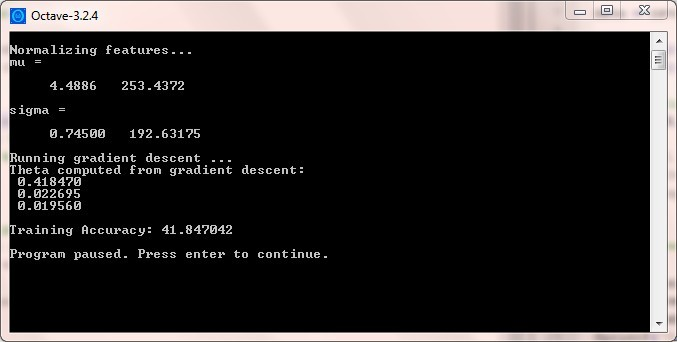 Octave-3.2.4
Normalizing features...
mu =
4.4886 253.4372
sigma =
0.74500 192.63175
Running gradient descent ...
Theta computed from gradient descent:
0.418470
0.022695
0.019560
Training Accuracy: 41.847042
Program paused. Press enter to continue.